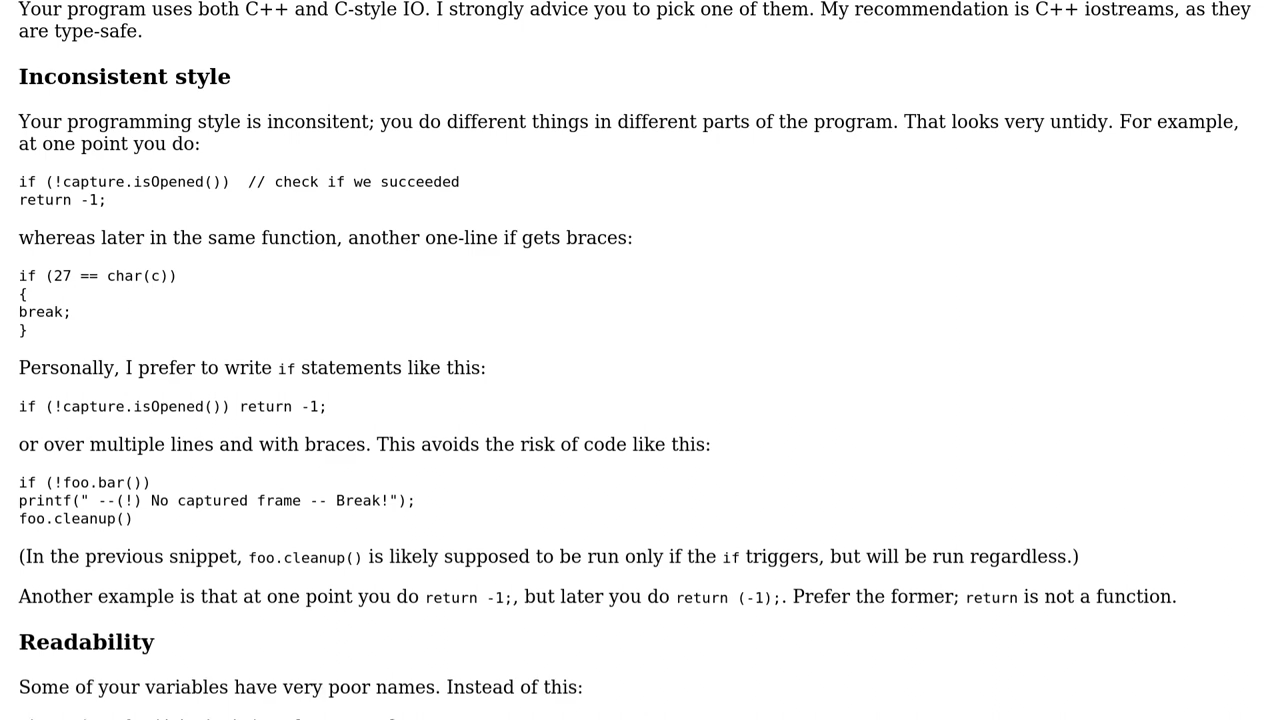 Your program uses both C++ and C-style IO. I strongly advice you to pick one of them. My recommendation is C++ iostreams, as they
are type-safe.
Inconsistent style
Your programming style is inconsitent; you do different things in different parts of the program. That looks very untidy. For example,
at one point you do:
if (!capture.isOpened())  // check if we succeeded
return -1;
whereas later in the same function, another one-line if gets braces:
if (27 == char(c))
{
break;
}
Personally, I prefer to write if statements like this:
if (!capture.isOpened()) return -1;
or over multiple lines and with braces. This avoids the risk of code like this:
if (!foo.bar())
printf(" --(!) No captured frame -- Break!");
foo.cleanup()
(In the previous snippet, foo.cleanup() is likely supposed to be run only if the if triggers, but will be run regardless.)
Another example is that at one point you do return -1;, but later you do return (-1);. Prefer the former; return is not a function.
Readability
Some of your variables have very poor names. Instead of this: